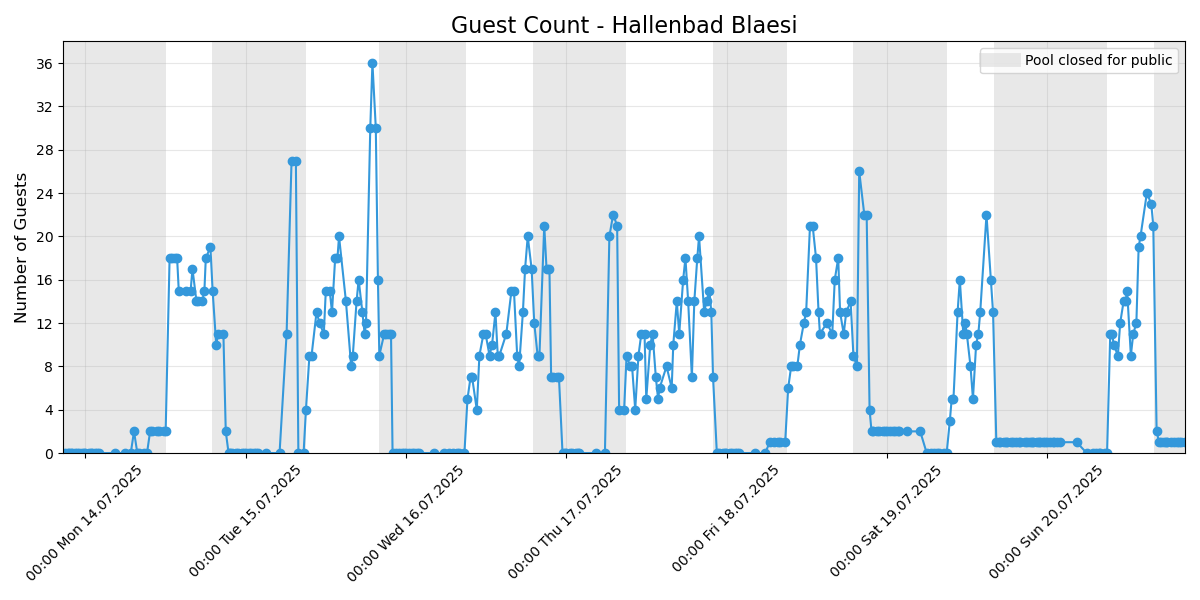 Guest Count - Hallenbad Blaesi
Pool closed for public
Number of Guests
36
32
28
24
20
16
12
8
4
0
00:00 Mon 14.07.2025
00:00 Tue 15.07.2025
00:00 Wed 16.07.2025
00:00 Thu 17.07.2025
00:00 Fri 18.07.2025
00:00 Sat 19.07.2025
00:00 Sun 20.07.2025